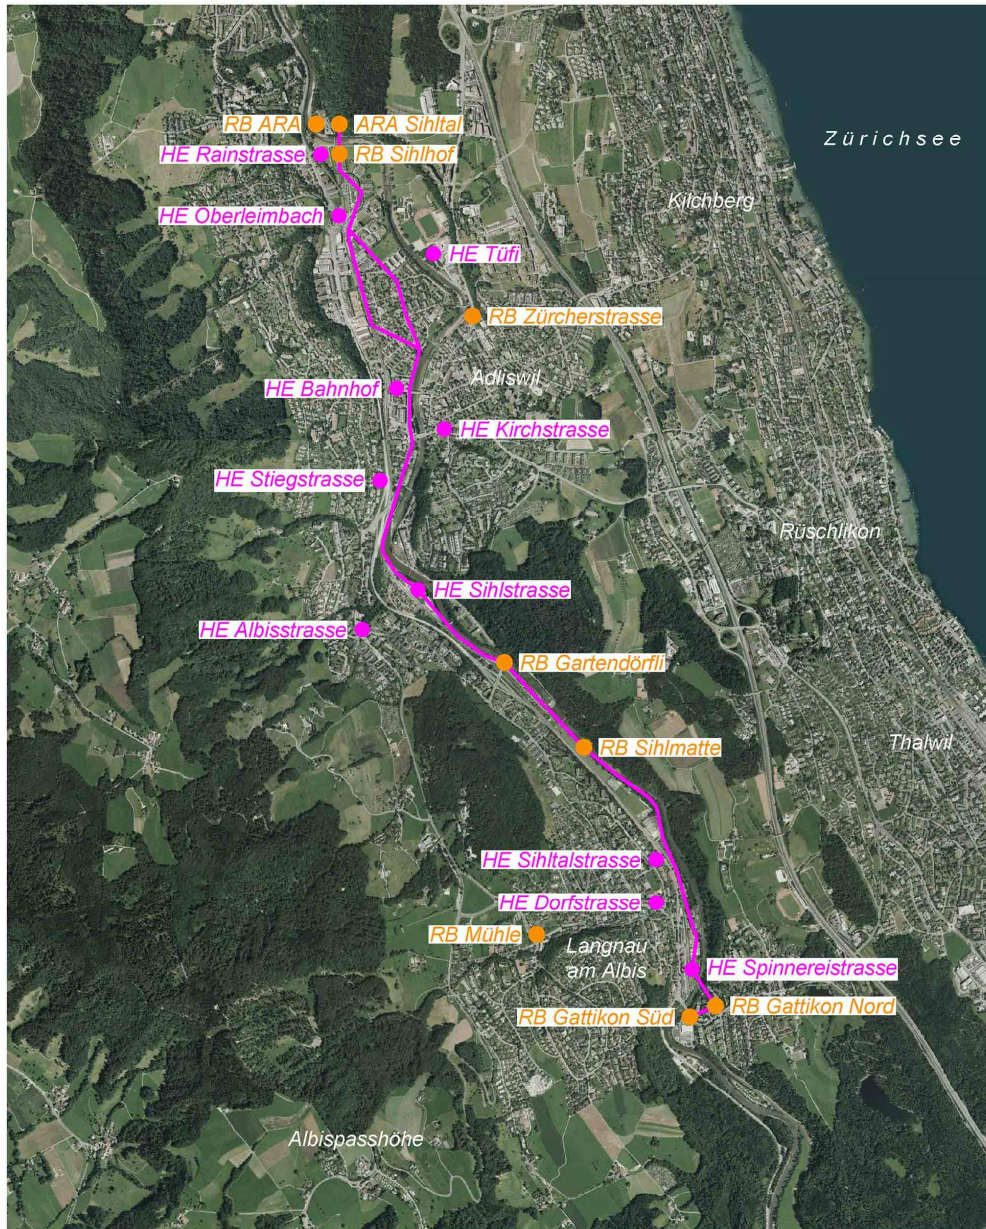 RB ARA
ARA Sihltal
Zürichsee
HE Rainstrasse
RB Sihlhof
Kilchberg
HE Oberleimbach
HE Tüfi
RB Zürcherstrasse
Adliswil
HE Bahnhof
HE Kirchstrasse
HE Stiegstrasse
Rüschlikon
HE Sihlstrasse
HE Albisstrasse
RB Gartendörfli
RB Sihlmatte
Thalwil
HE Sihltalstrasse
HE Dorfstrasse
RB Mühle
Langnau
am Albis
HE Spinnereistrasse
RB Gattikon Nord
RB Gattikon Süd
Albispasshöhe